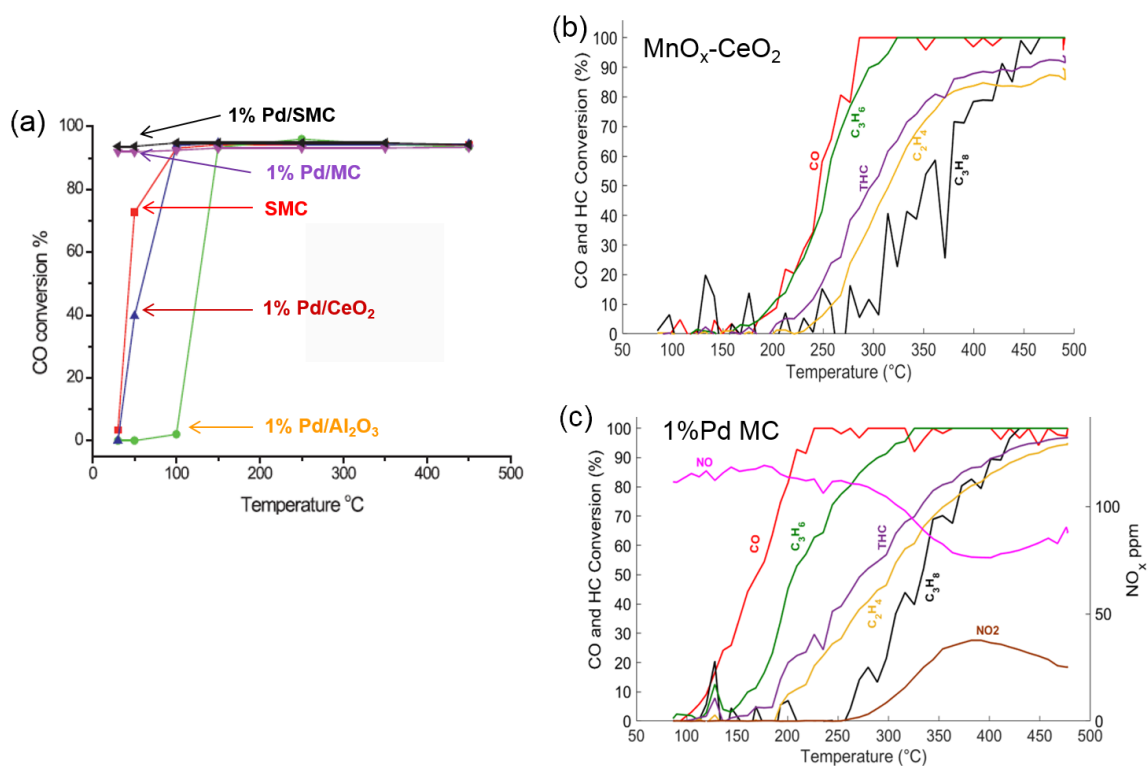 (a)
1% Pd/SMC
1% Pd/MC
SMC
1% Pd/CeO2
1% Pd/Al2O3
CO conversion %
100
80
60
40
20
0
0 100 200 300 400 500
Temperature °C
(b)
MnOx-CeO2
CO and HC Conversion (%)
100
90
80
70
60
50
40
30
20
10
0
CO
C3H6
THC
C2H4
C3H8
50 100 150 200 250 300 350 400 450 500
Temperature (°C)
(c)
1%Pd MC
CO and HC Conversion (%)
100
90
80
70
60
50
40
30
20
10
0
NO
CO
C3H6
THC
C2H4
C3H8
NO2
100
50
0
NOx ppm
50 100 150 200 250 300 350 400 450 500
Temperature (°C)